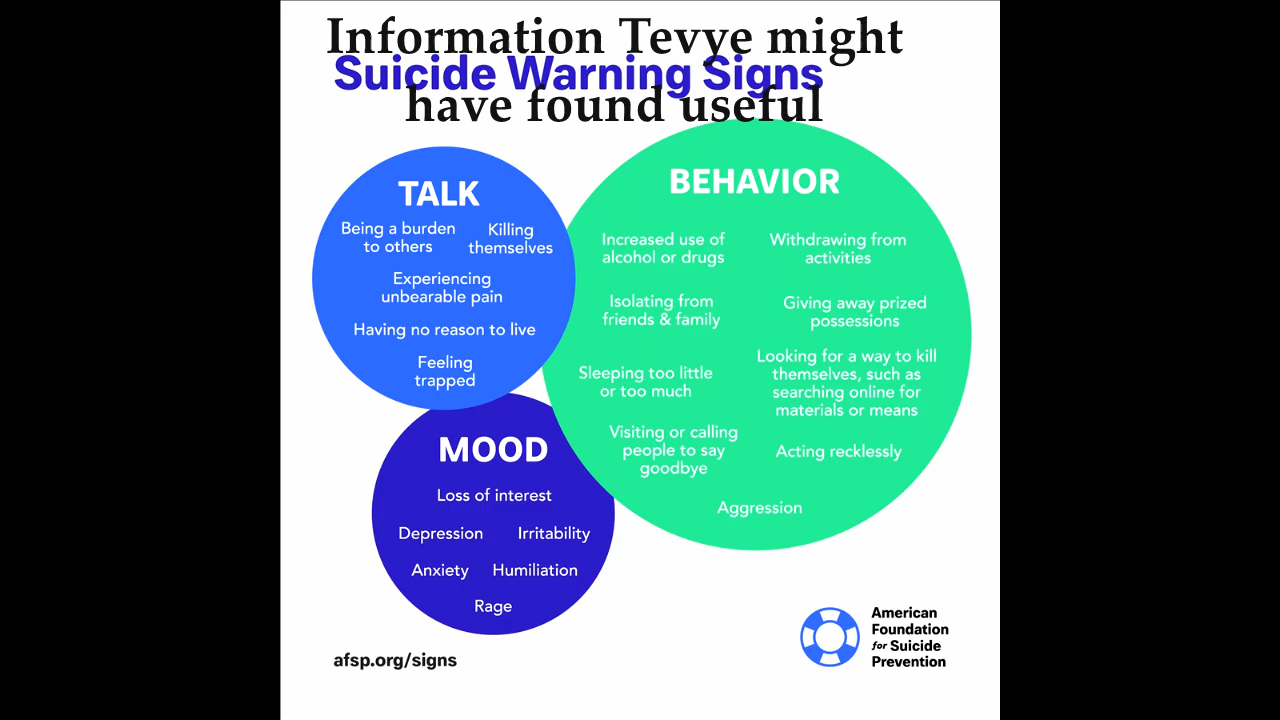 Information Tevye might
Suicide Warning Signs
have found useful
TALK
Being a burden
to others
Killing
themselves
Experiencing
unbearable pain
Having no reason to live
Feeling
trapped
BEHAVIOR
Increased use of
alcohol or drugs
Withdrawing from
activities
Isolating from
friends & family
Giving away prized
possessions
Sleeping too little
or too much
Looking for a way to kill
themselves, such as
searching online for
materials or means
Visiting or calling
people to say
goodbye
Acting recklessly
Aggression
MOOD
Loss of interest
Depression
Irritability
Anxiety
Humiliation
Rage
afsp.org/signs
American
Foundation
for Suicide
Prevention